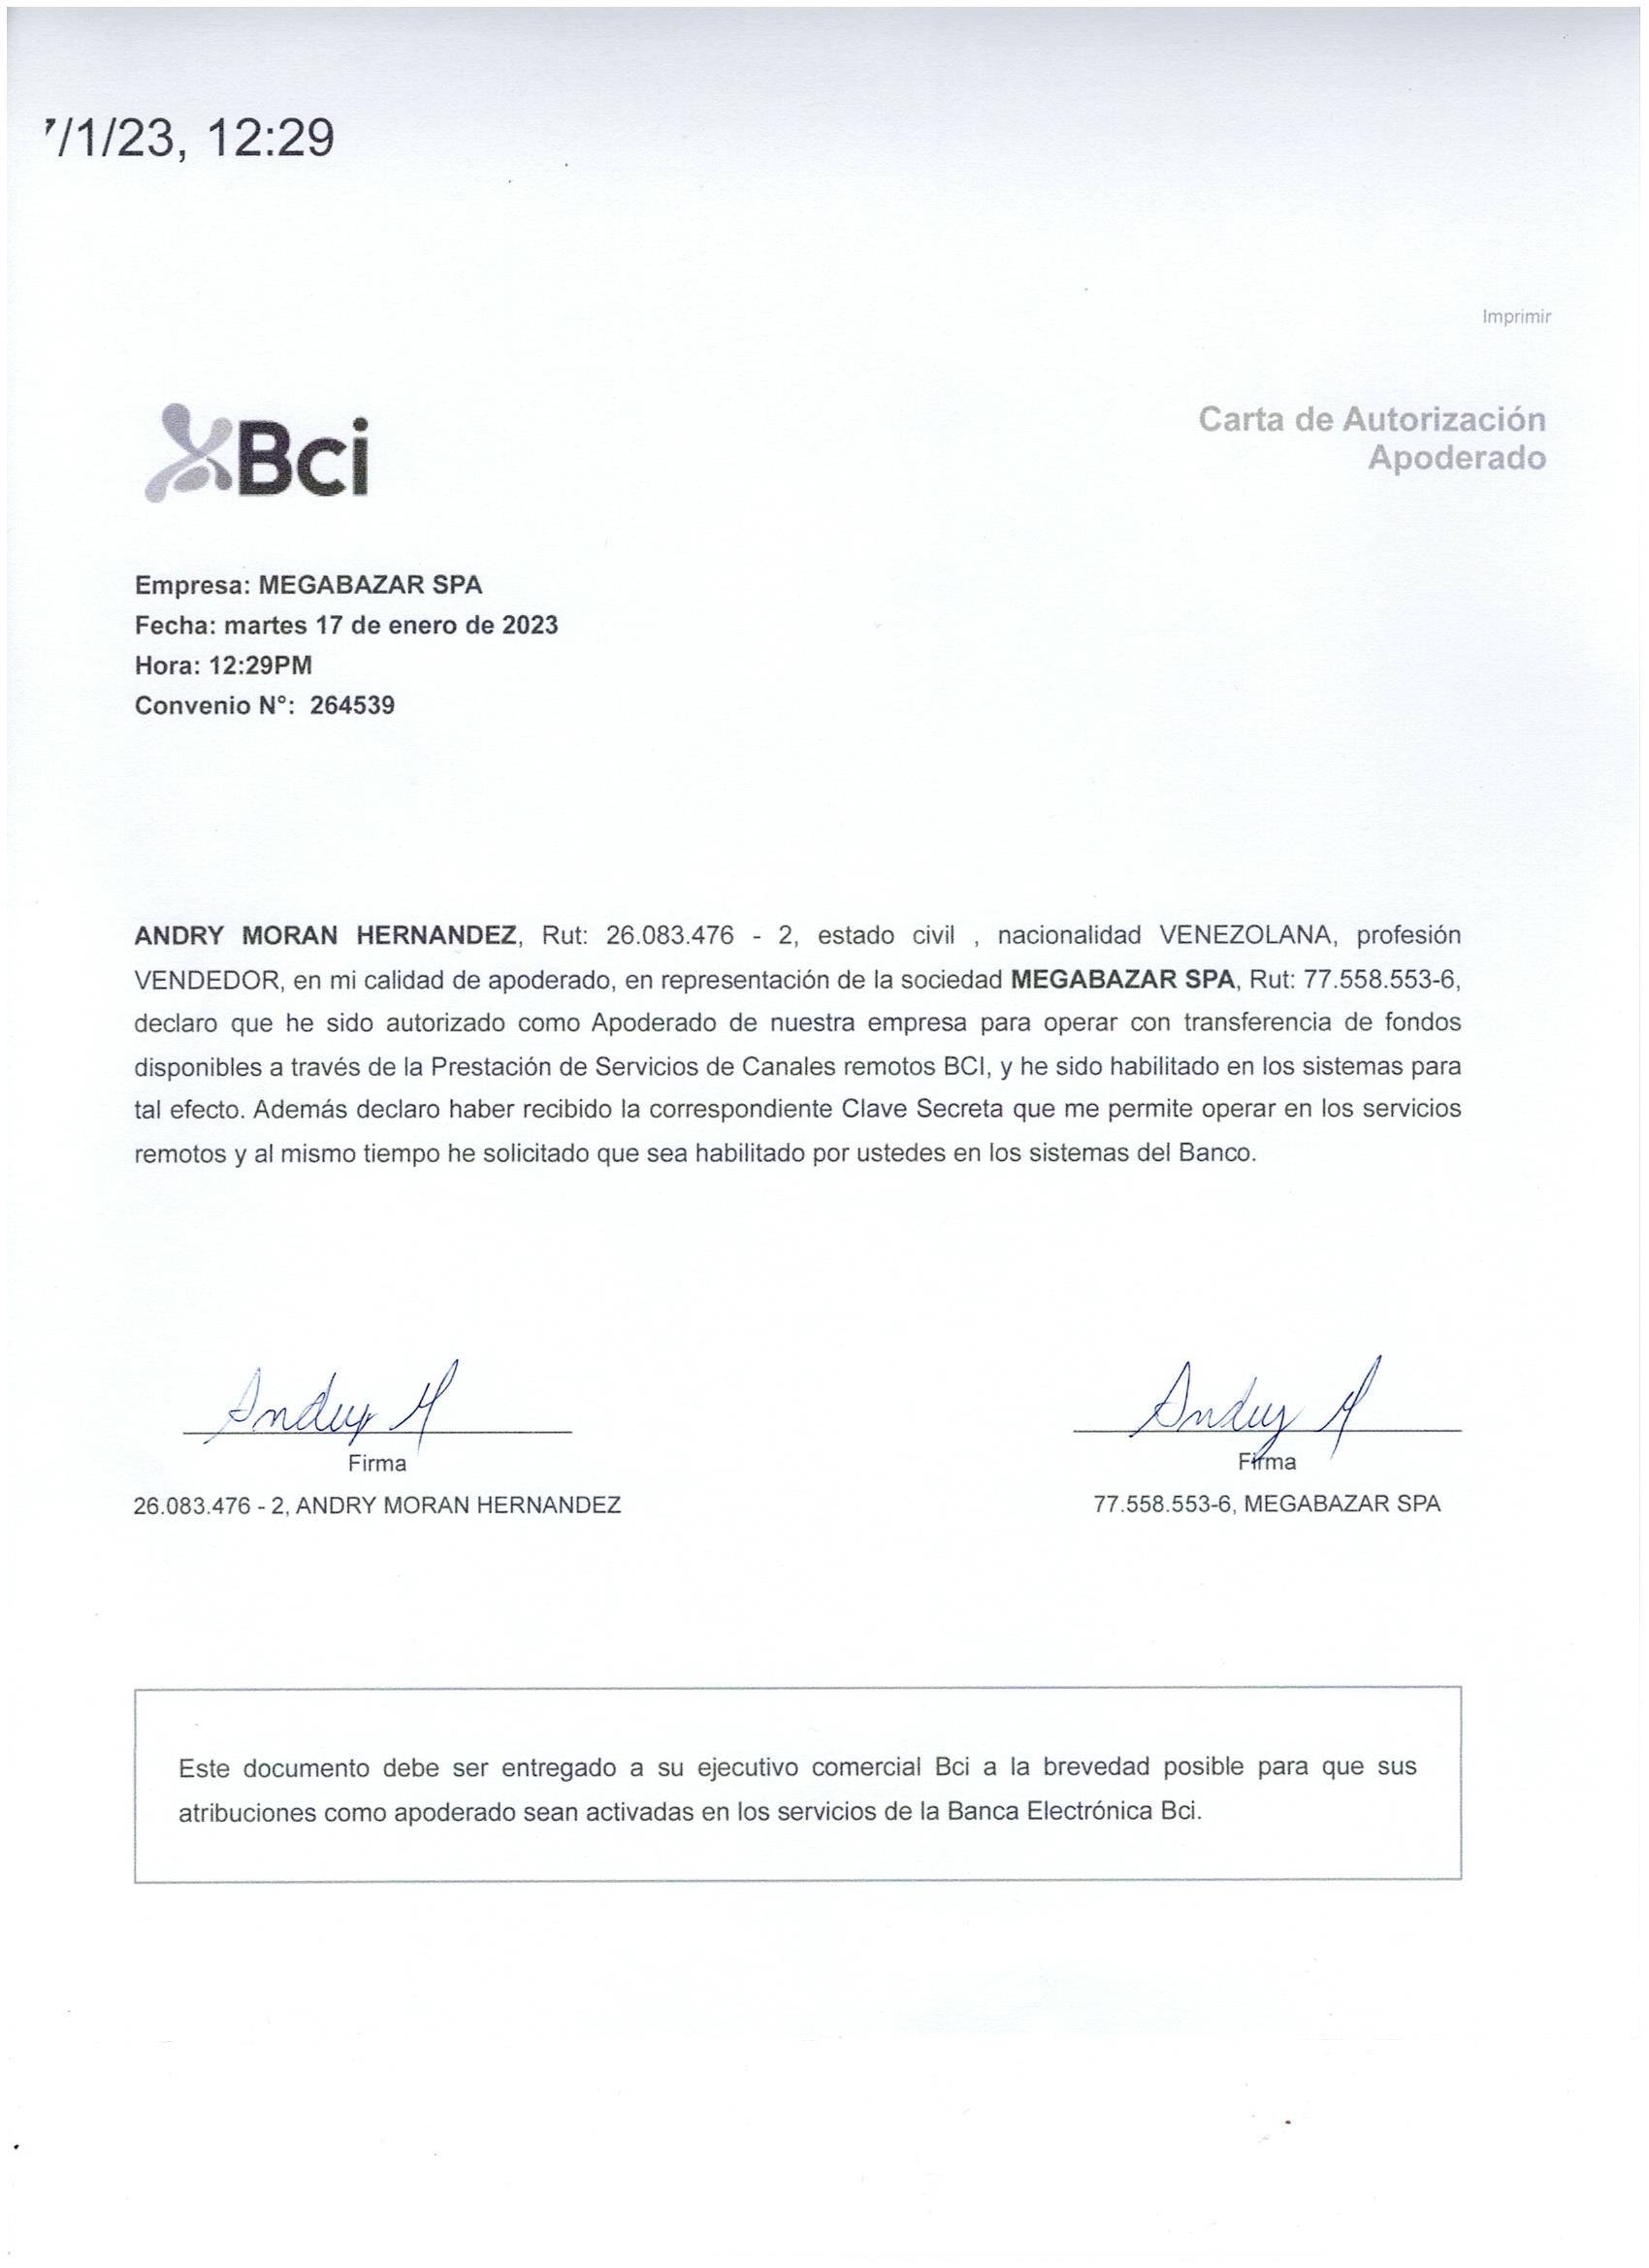 7/1/23, 12:29
Imprimir
Bci
Carta de Autorización
Apoderado
Empresa: MEGABAZAR SPA
Fecha: martes 17 de enero de 2023
Hora: 12:29PM
Convenio N°: 264539
ANDRY MORAN HERNANDEZ, Rut: 26.083.476 - 2, estado civil , nacionalidad VENEZOLANA, profesión
VENDEDOR, en mi calidad de apoderado, en representación de la sociedad MEGABAZAR SPA, Rut: 77.558.553-6,
declaro que he sido autorizado como Apoderado de nuestra empresa para operar con transferencia de fondos
disponibles a través de la Prestación de Servicios de Canales remotos BCI, y he sido habilitado en los sistemas para
tal efecto. Además declaro haber recibido la correspondiente Clave Secreta que me permite operar en los servicios
remotos y al mismo tiempo he solicitado que sea habilitado por ustedes en los sistemas del Banco.
Andry M Andry M
Firma Firma
26.083.476 - 2, ANDRY MORAN HERNANDEZ 77.558.553-6, MEGABAZAR SPA
Este documento debe ser entregado a su ejecutivo comercial Bci a la brevedad posible para que sus
atribuciones como apoderado sean activadas en los servicios de la Banca Electrónica Bci.